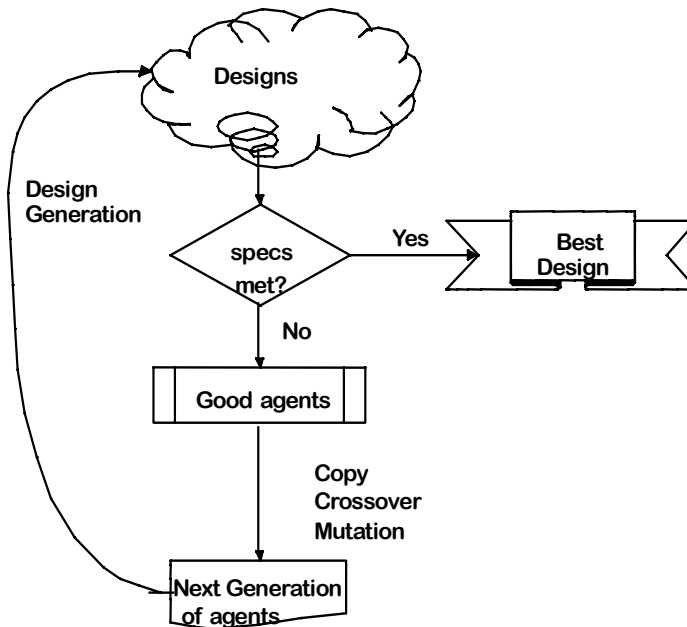 Designs
Design
Generation
specs
met?
Yes
Best
Design
No
Good agents
Copy
Crossover
Mutation
Next Generation
of agents